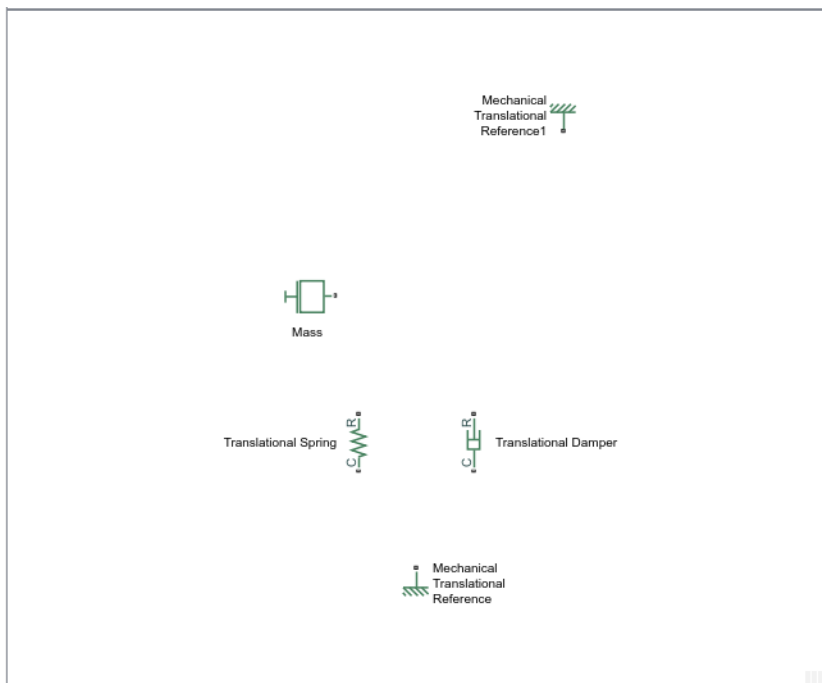 Mechanical
Translational
Reference1
Mass
R
R
Translational Spring
Translational Damper
C
C
Mechanical
Translational
Reference